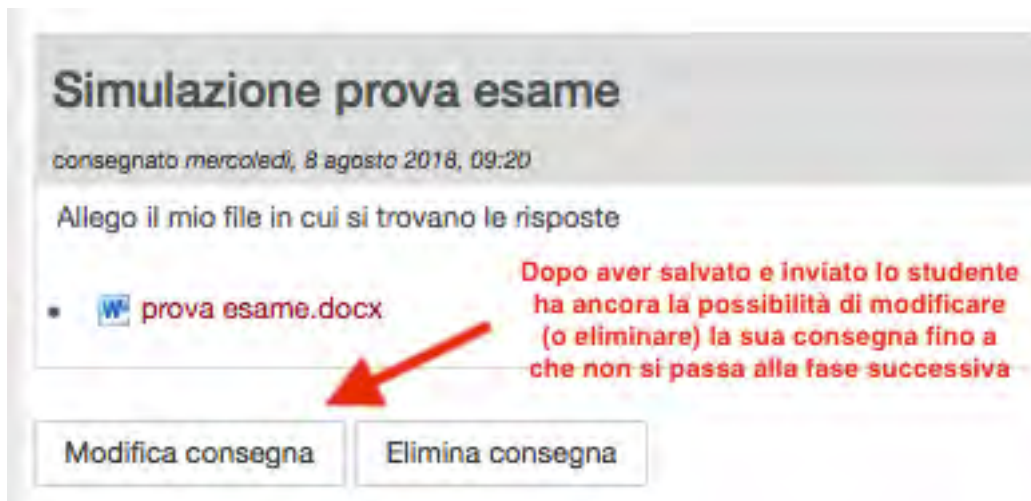 Simulazione prova esame
consegnato mercoledì, 8 agosto 2018, 09:20
Allego il mio file in cui si trovano le risposte
prova esame.docx
Dopo aver salvato e inviato lo studente
ha ancora la possibilità di modificare
(o eliminare) la sua consegna fino a
che non si passa alla fase successiva
Modifica consegna
Elimina consegna